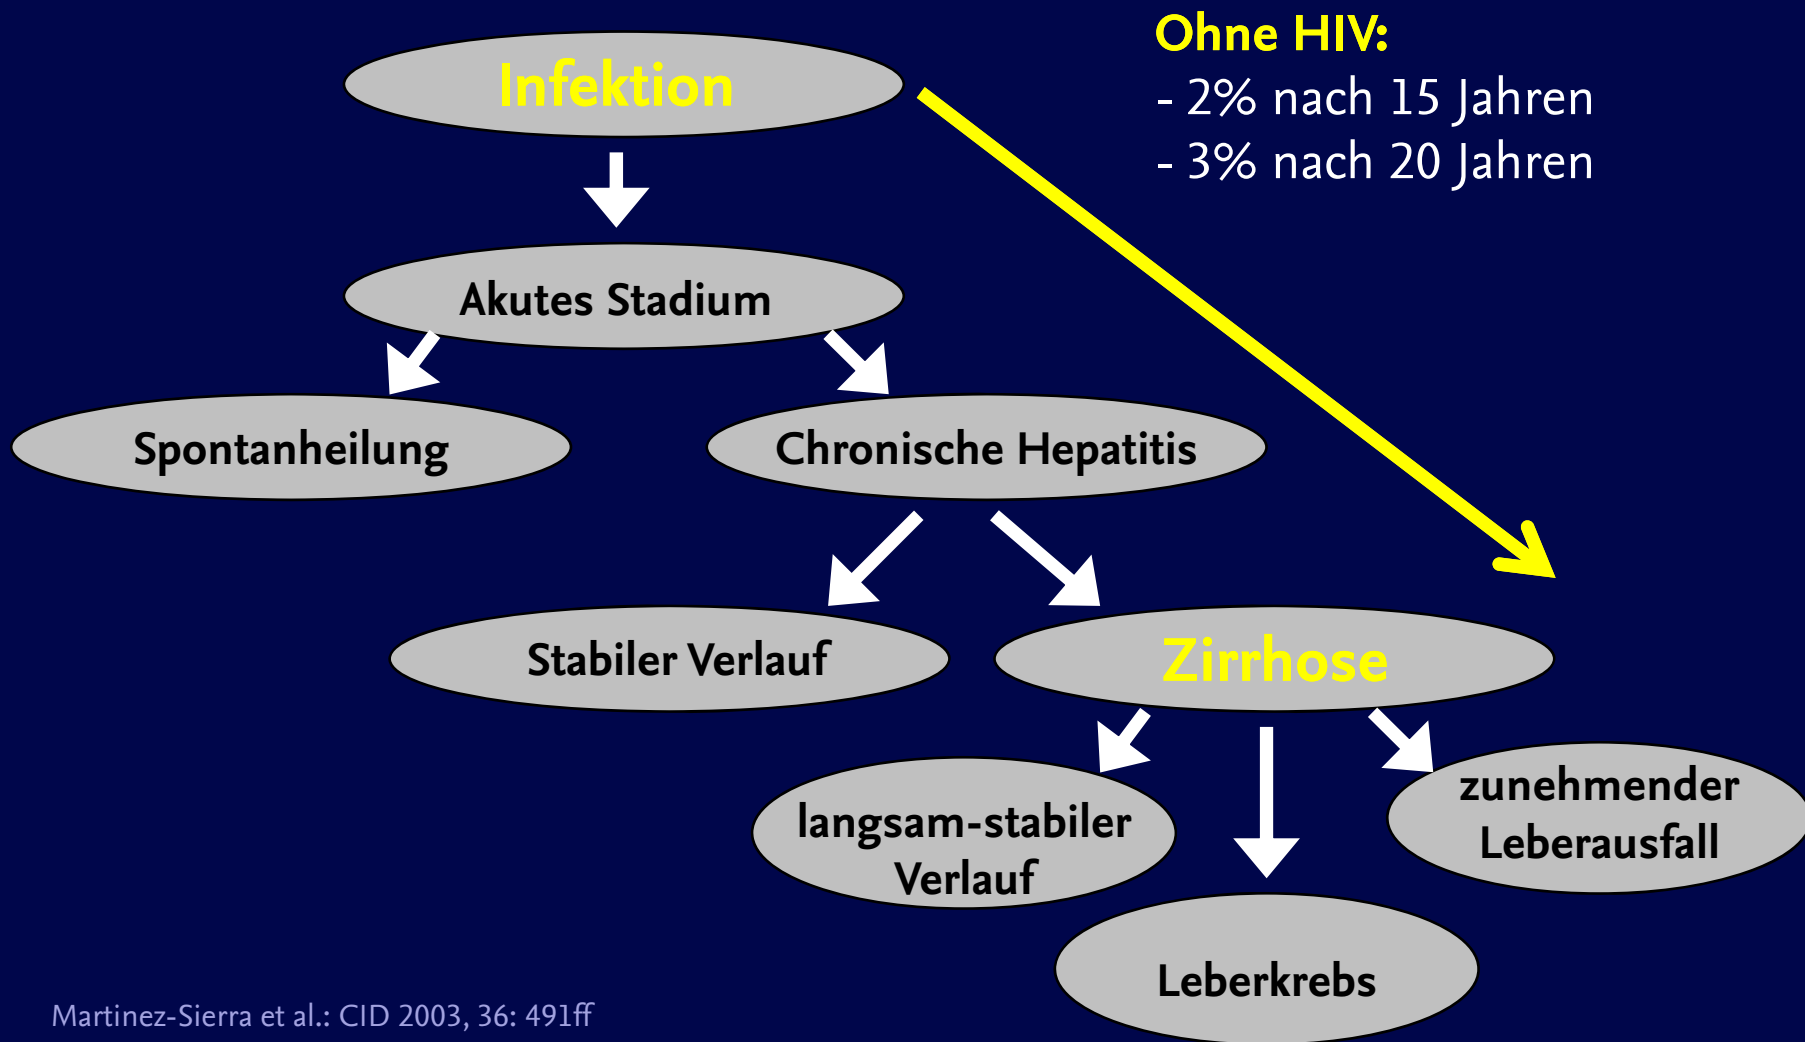 Ohne HIV:
- 2% nach 15 Jahren
- 3% nach 20 Jahren
Infektion
Akutes Stadium
Spontanheilung
Chronische Hepatitis
Stabiler Verlauf
Zirrhose
langsam-stabiler
Verlauf
zunehmender
Leberausfall
Leberkrebs
Martinez-Sierra et al.: CID 2003, 36: 491ff